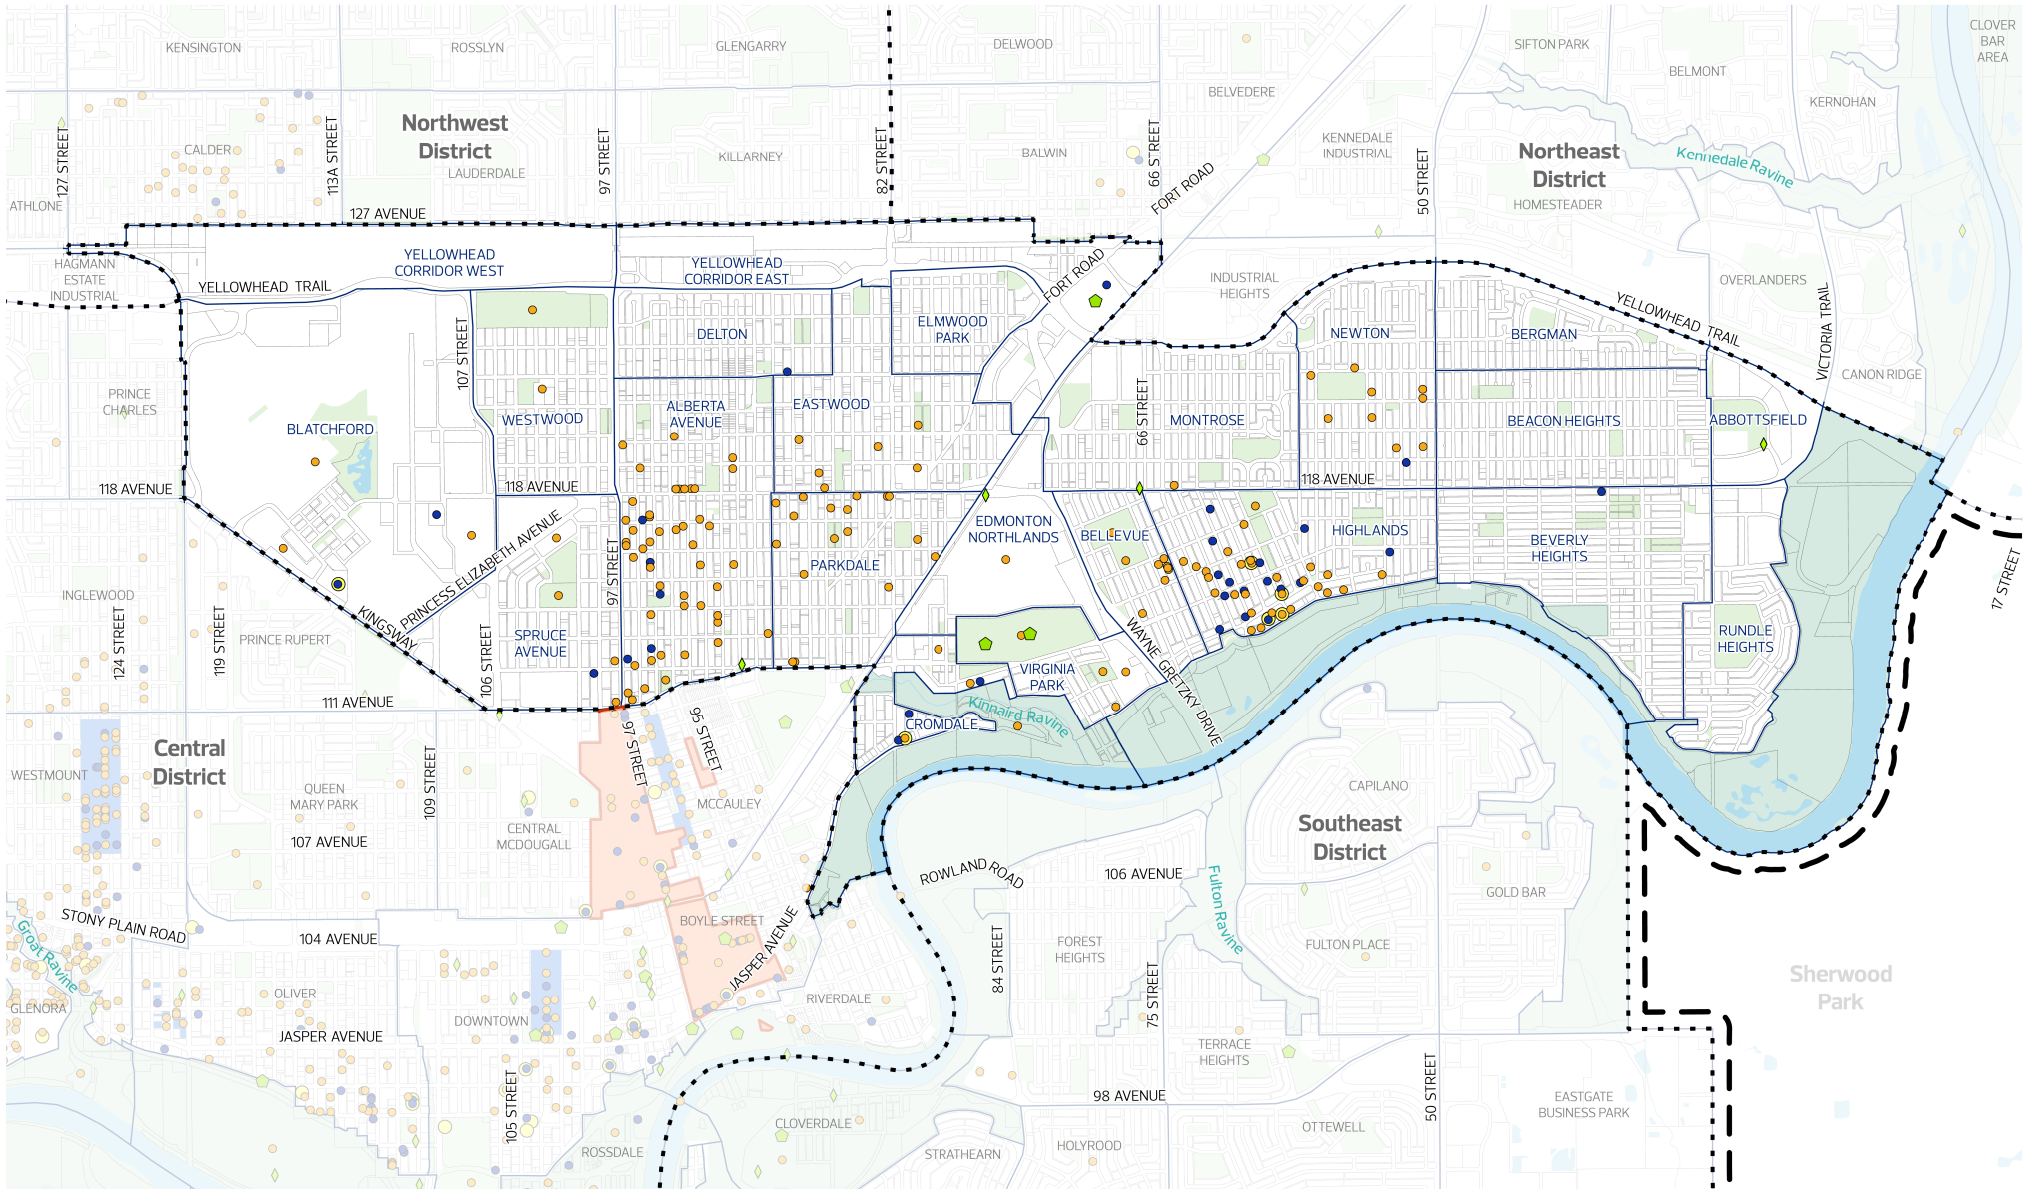 KENSINGTON
ROSSLYN
GLENGARRY
DELWOOD
SIFTON PARK
CLOVER
BAR
AREA
BELMONT
BELVEDERE
KERNOHAN
Northwest
District
127 STREET
113A STREET
97 STREET
82 STREET
66 STREET
50 STREET
CALDER
LAUDERDALE
KILLARNEY
BALWIN
KENNEDALE
INDUSTRIAL
Northeast
District
Kennedale Ravine
FORT ROAD
ATHLONE
127 AVENUE
HOMESTEADER
HAGMANN
ESTATE
INDUSTRIAL
YELLOWHEAD
CORRIDOR WEST
YELLOWHEAD
CORRIDOR EAST
FORT ROAD
INDUSTRIAL
HEIGHTS
OVERLANDERS
YELLOWHEAD TRAIL
YELLOWHEAD TRAIL
VICTORIA TRAIL
107 STREET
DELTON
ELMWOOD
PARK
NEWTON
BERGMAN
CANON RIDGE
PRINCE
CHARLES
BLATCHFORD
WESTWOOD
ALBERTA
AVENUE
EASTWOOD
66 STREET
MONTROSE
BEACON HEIGHTS
ABBOTTSFIELD
118 AVENUE
118 AVENUE
118 AVENUE
EDMONTON
NORTHLANDS
BELLEVUE
HIGHLANDS
BEVERLY
HEIGHTS
PARKDALE
97 STREET
PRINCESS ELIZABETH AVENUE
KINGSWAY
INGLEWOOD
124 STREET
119 STREET
PRINCE RUPERT
106 STREET
SPRUCE
AVENUE
17 STREET
RUNDLE
HEIGHTS
VIRGINIA
PARK
WAYNE GRETZKY DRIVE
Kinnaird Ravine
CROMDALE
111 AVENUE
97 STREET
95 STREET
Central
District
WESTMOUNT
QUEEN
MARY PARK
109 STREET
107 AVENUE
CENTRAL
MCDOUGALL
MCCAULEY
CAPILANO
Southeast
District
ROWLAND ROAD
106 AVENUE
Fulton Ravine
GOLD BAR
STONY PLAIN ROAD
104 AVENUE
BOYLE STREET
JASPER AVENUE
84 STREET
FOREST
HEIGHTS
75 STREET
FULTON PLACE
Sherwood
Park
Groat Ravine
GLENORA
OLIVER
DOWNTOWN
RIVERDALE
JASPER AVENUE
TERRACE
HEIGHTS
50 STREET
105 STREET
98 AVENUE
EASTGATE
BUSINESS PARK
CLOVERDALE
ROSSDALE
STRATHEARN
HOLYROOD
OTTEWELL